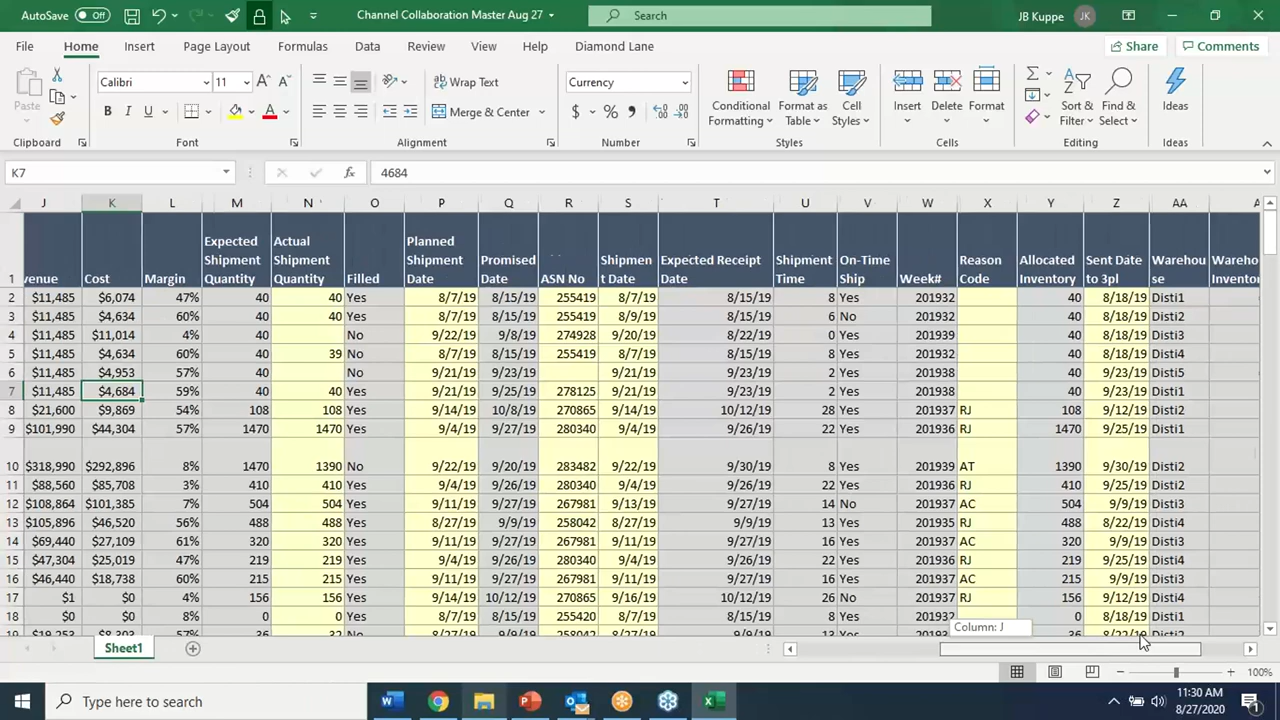 AutoSave Off Channel Collaboration Master Aug 27 Search JB Kuppe JK
File Home Insert Page Layout Formulas Data Review View Help Diamond Lane Share Comments
Paste Calibri 11 Wrap Text Currency Conditional Formatting Format as Table Cell Styles Insert Delete Format Sort & Filter Find & Select Ideas
B I U A Merge & Center $ %
Clipboard Font Alignment Number Styles Cells Editing Ideas
K7 fx 4684
J K L M N O P Q R S T U V W X Y Z AA
1 venue Cost Margin Expected Shipment Quantity Actual Shipment Quantity Filled Planned Shipment Date Promised Date ASN No Shipment Date Expected Receipt Date Shipment Time On-Time Ship Week# Reason Code Allocated Inventory Sent Date to 3pl Warehouse Wareho Inventor
2 $11,485 $6,074 47% 40 40 Yes 8/7/19 8/15/19 255419 8/7/19 8/15/19 8 Yes 201932 40 8/18/19 Disti1
3 $11,485 $4,634 60% 40 40 Yes 8/7/19 8/15/19 255419 8/9/19 8/15/19 6 No 201932 40 8/18/19 Disti2
4 $11,485 $11,014 4% 40 No 9/22/19 9/8/19 274928 9/20/19 8/22/19 0 Yes 201932 40 8/18/19 Disti3
5 $11,485 $4,634 60% 40 39 No 8/7/19 8/15/19 255419 8/7/19 8/15/19 8 Yes 201932 40 8/18/19 Disti4
6 $11,485 $4,953 57% 40 No 9/21/19 9/23/19 9/21/19 9/23/19 2 Yes 201938 40 8/23/19 Disti5
7 $11,485 $4,684 59% 40 40 Yes 9/21/19 9/25/19 278125 9/21/19 9/23/19 2 Yes 201938 40 9/23/19 Disti1
8 $21,600 $9,869 54% 108 108 Yes 9/14/19 10/8/19 270865 9/14/19 10/12/19 28 Yes 201937 RJ 108 9/12/19 Disti2
9 $101,990 $44,304 57% 1470 1470 Yes 9/4/19 9/27/19 280340 9/4/19 9/26/19 22 Yes 201936 RJ 1470 9/25/19 Disti1
10 $318,990 $292,896 8% 1470 1390 No 9/22/19 9/20/19 283482 9/22/19 9/30/19 8 Yes 201939 AT 1390 9/30/19 Disti2
11 $88,560 $85,708 3% 410 410 Yes 9/4/19 9/26/19 280340 9/4/19 9/26/19 22 Yes 201936 RJ 410 9/25/19 Disti2
12 $108,864 $101,385 7% 504 504 Yes 9/11/19 9/27/19 267981 9/13/19 9/27/19 14 No 201937 AC 504 9/9/19 Disti3
13 $105,896 $46,520 56% 488 488 Yes 8/27/19 9/9/19 258042 8/27/19 9/9/19 13 Yes 201935 RJ 488 8/22/19 Disti4
14 $69,440 $27,109 61% 320 320 Yes 9/11/19 9/27/19 267981 9/11/19 9/27/19 16 Yes 201937 AC 320 9/9/19 Disti3
15 $47,304 $25,019 47% 219 219 Yes 9/4/19 9/26/19 280340 9/4/19 9/26/19 22 Yes 201936 RJ 219 9/25/19 Disti4
16 $46,440 $18,738 60% 215 215 Yes 9/11/19 9/27/19 267981 9/11/19 9/27/19 16 Yes 201937 AC 215 9/9/19 Disti3
17 $1 $0 4% 156 156 Yes 9/14/19 10/12/19 270865 9/16/19 10/12/19 26 No 201937 RJ 156 9/12/19 Disti4
18 $0 $0 8% 0 0 Yes 8/7/19 8/15/19 255420 8/7/19 8/15/19 8 Yes 201932 0 8/18/19 Disti1
Column: J
Sheet1
100%
Type here to search 11:30 AM
8/27/2020 1